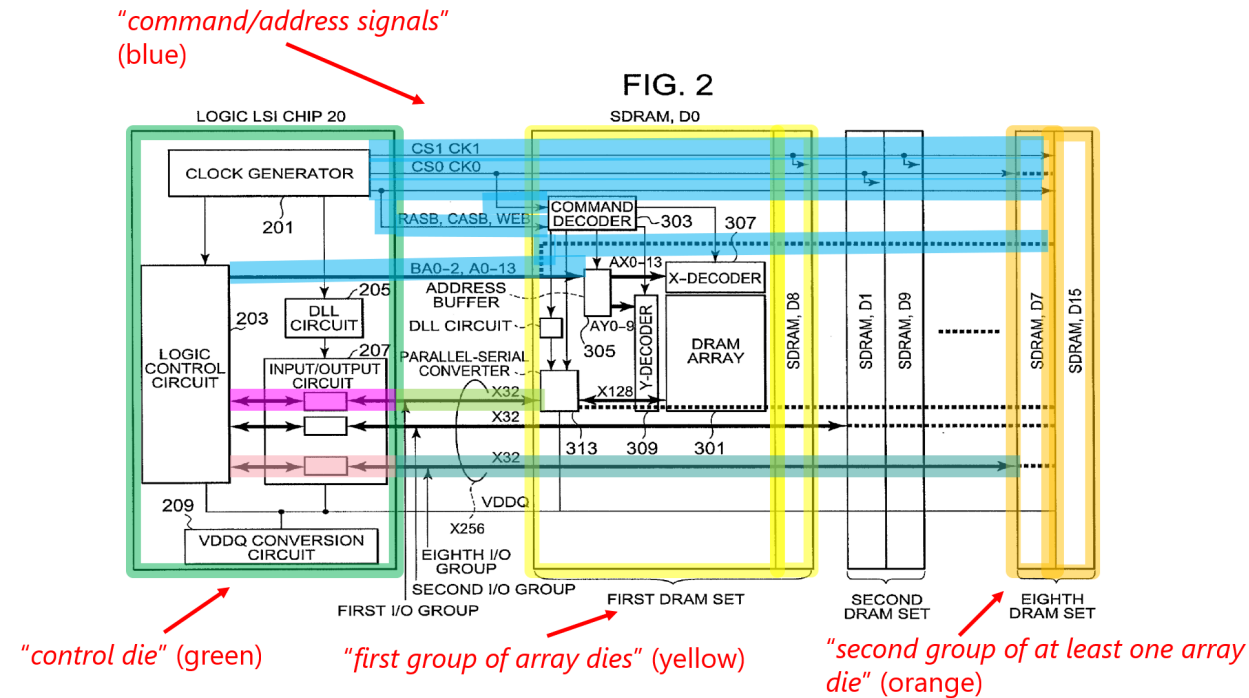 “command/address signals”
(blue)
FIG. 2
LOGIC LSI CHIP 20
SDRAM, D0
CS1 CK1
CS0 CK0
CLOCK GENERATOR
201
COMMAND
DECODER
303
RASB, CASB, WEB
307
AX0-13
X-DECODER
BA0-2, A0-13
ADDRESS
BUFFER
205
DLL
CIRCUIT
203
DLL CIRCUIT
305
AY0-9
Y-DECODER
DRAM
ARRAY
SDRAM, D8
SDRAM, D1
SDRAM, D9
SDRAM, D7
SDRAM, D15
LOGIC
CONTROL
CIRCUIT
207
INPUT/OUTPUT
CIRCUIT
PARALLEL-SERIAL
CONVERTER
X32
X128
X32
313
309
301
X32
VDDQ
209
X256
VDDQ CONVERSION
CIRCUIT
EIGHTH I/O
GROUP
SECOND I/O GROUP
FIRST I/O GROUP
FIRST DRAM SET
SECOND
DRAM SET
EIGHTH
DRAM SET
“control die” (green)
“first group of array dies” (yellow)
“second group of at least one array
die” (orange)